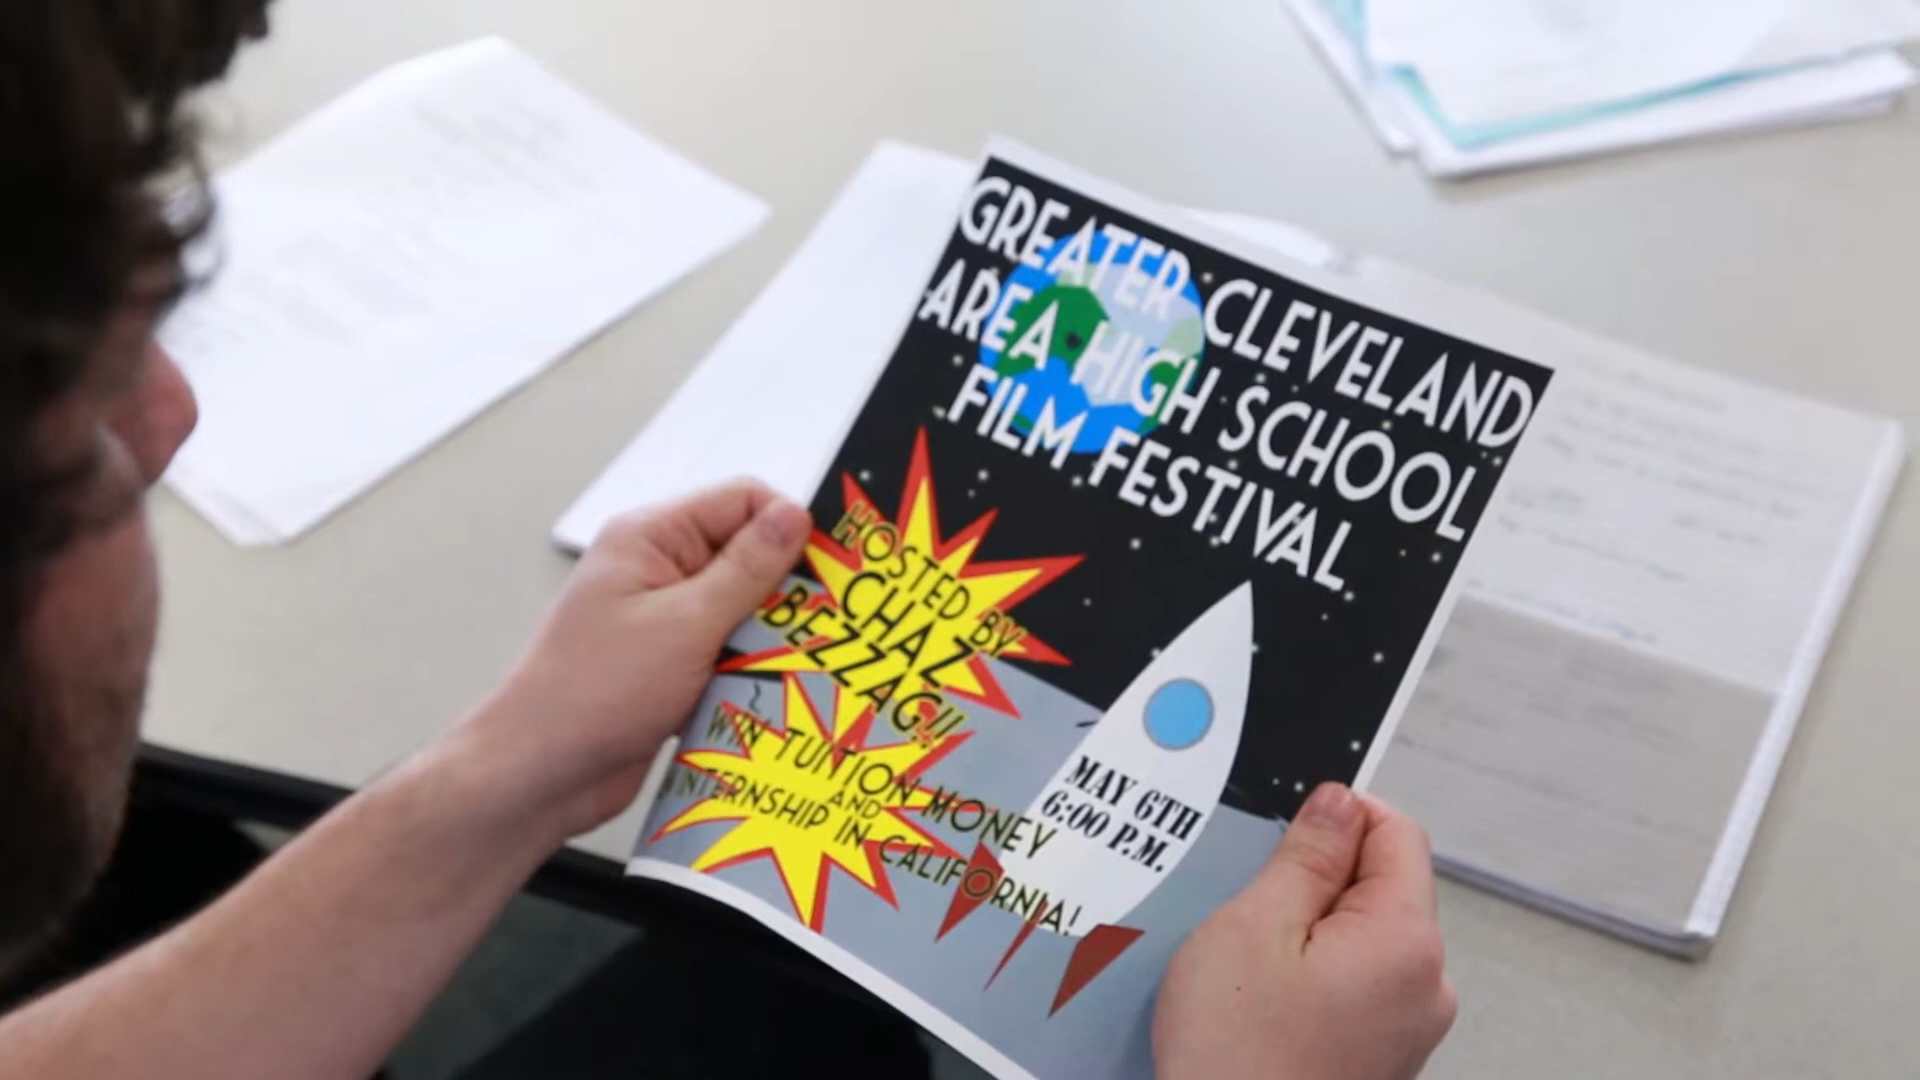 GREATER CLEVELAND
AREA HIGH SCHOOL
FILM FESTIVAL
HOSTED BY
CHAZ
BEZZAG!!
WIN TUITION MONEY
AND
INTERNSHIP IN CALIFORNIA!
MAY 6TH
6:00 P.M.